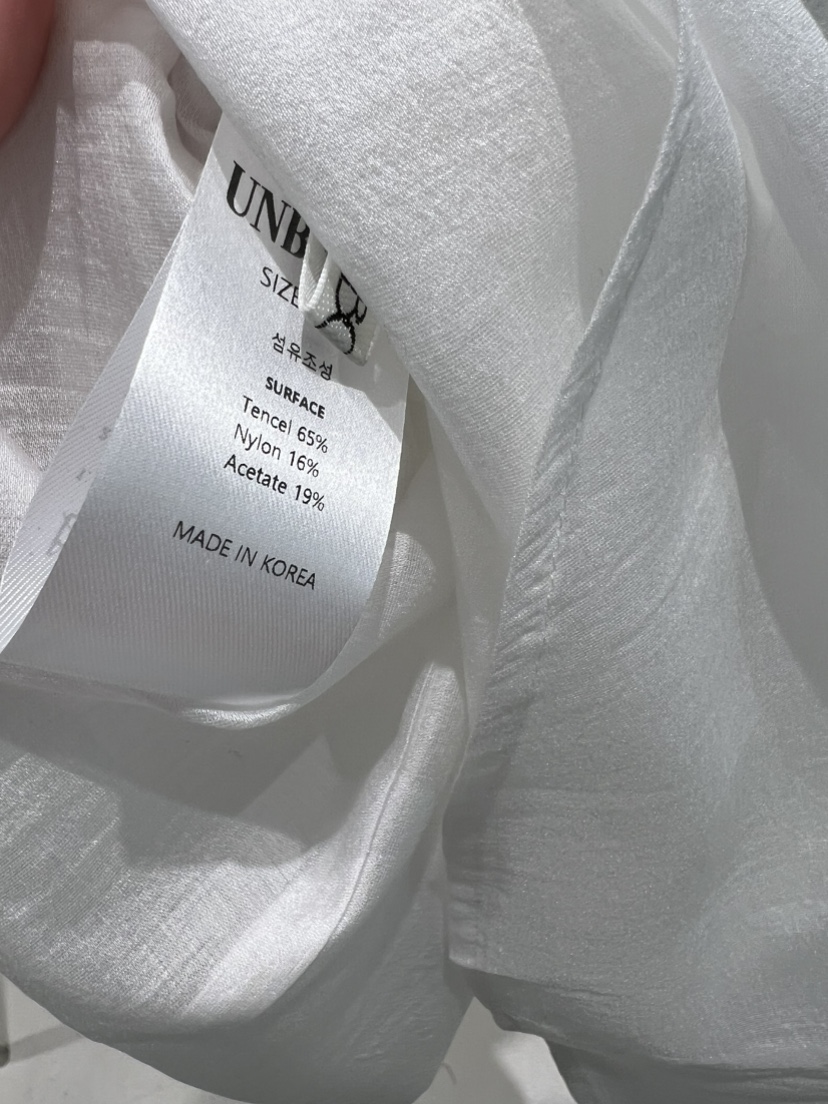 UNB
SIZE
섬유조성
SURFACE
Tencel 65%
Nylon 16%
Acetate 19%
MADE IN KOREA